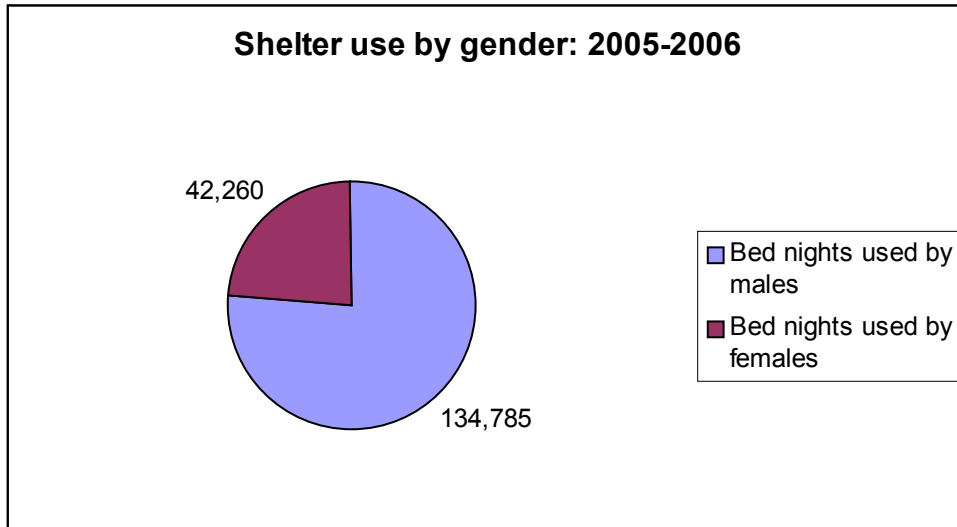 Shelter use by gender: 2005-2006
42,260
134,785
Bed nights used by
males
Bed nights used by
females